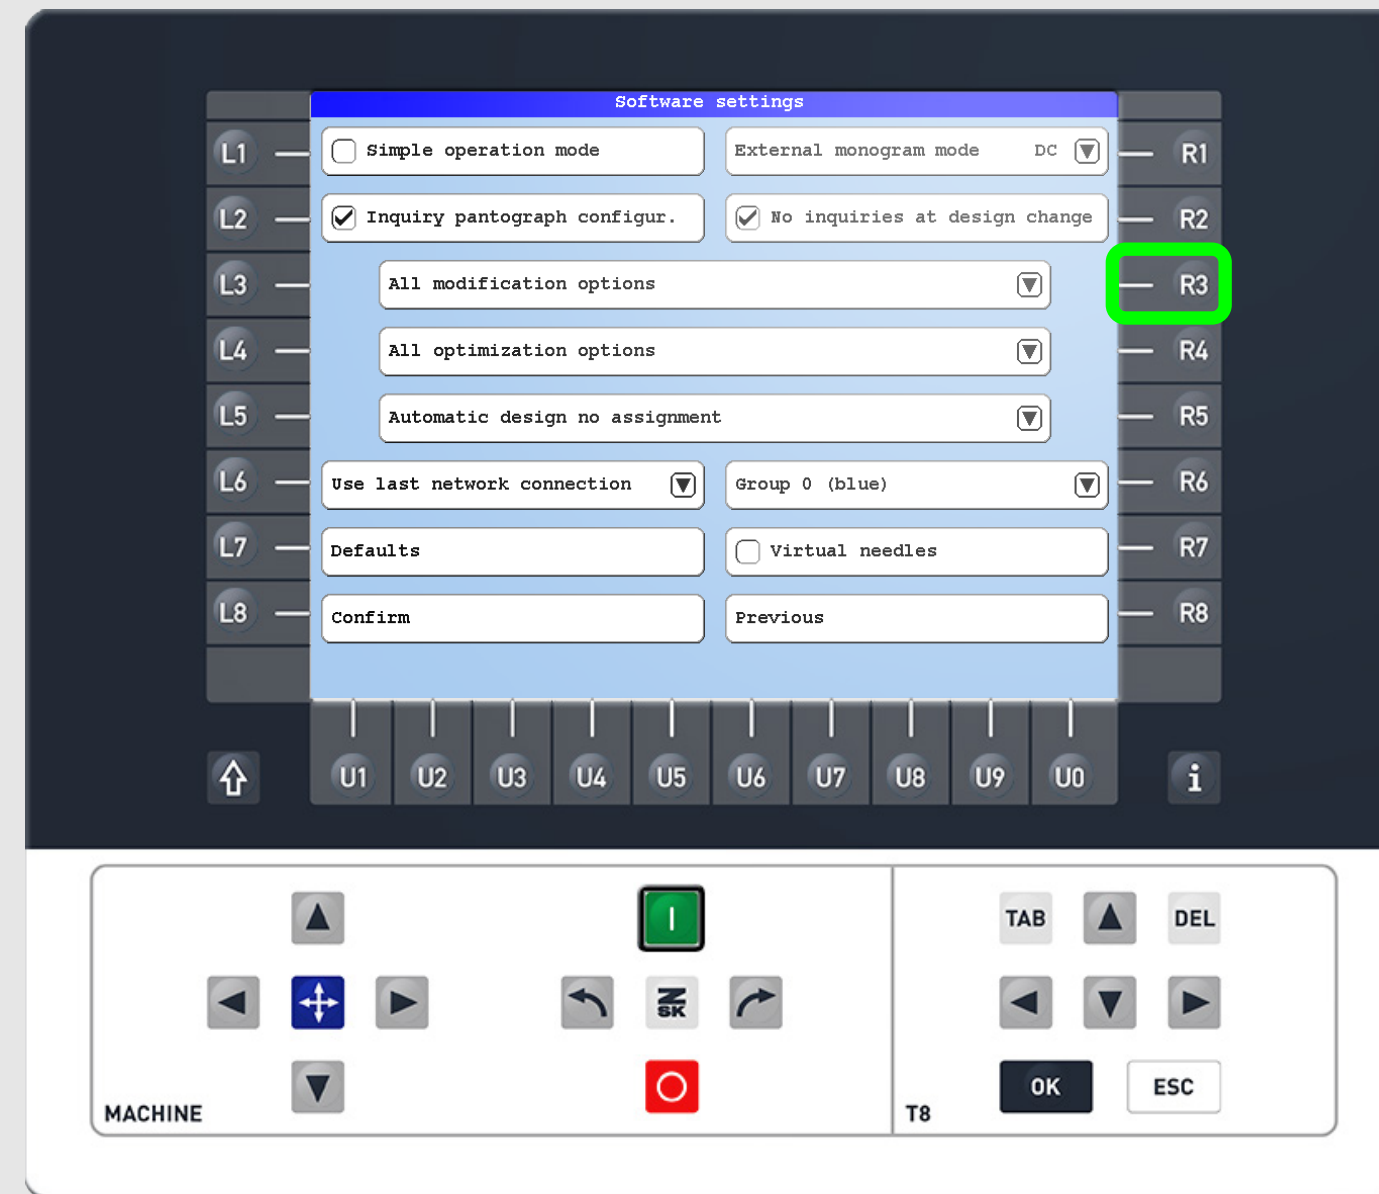 Software settings
L1 Simple operation mode External monogram mode DC R1
L2 Inquiry pantograph configur. No inquiries at design change R2
L3 All modification options R3
L4 All optimization options R4
L5 Automatic design no assignment R5
L6 Use last network connection Group 0 (blue) R6
L7 Defaults Virtual needles R7
L8 Confirm Previous R8
U1 U2 U3 U4 U5 U6 U7 U8 U9 U0 i
I TAB DEL
ZSK
OK ESC
MACHINE T8